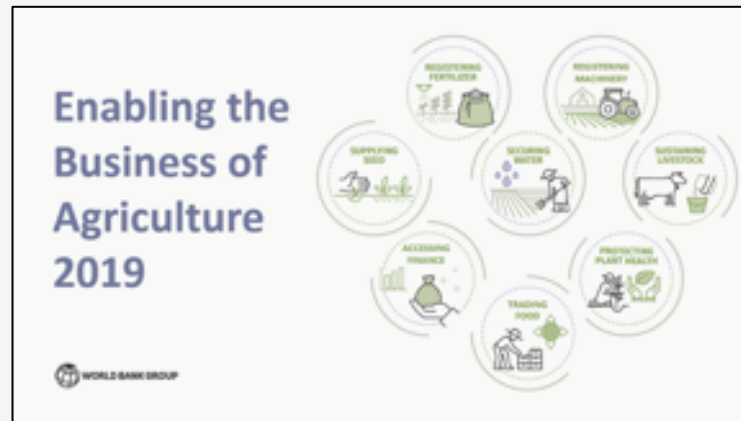 Enabling the
Business of
Agriculture
2019
REGISTERING
FERTILIZER
REGISTERING
MACHINERY
SUPPLYING
SEED
SECURING
WATER
SUSTAINING
LIVESTOCK
ACCESSING
FINANCE
PROTECTING
PLANT HEALTH
TRADING
FOOD
WORLD BANK GROUP